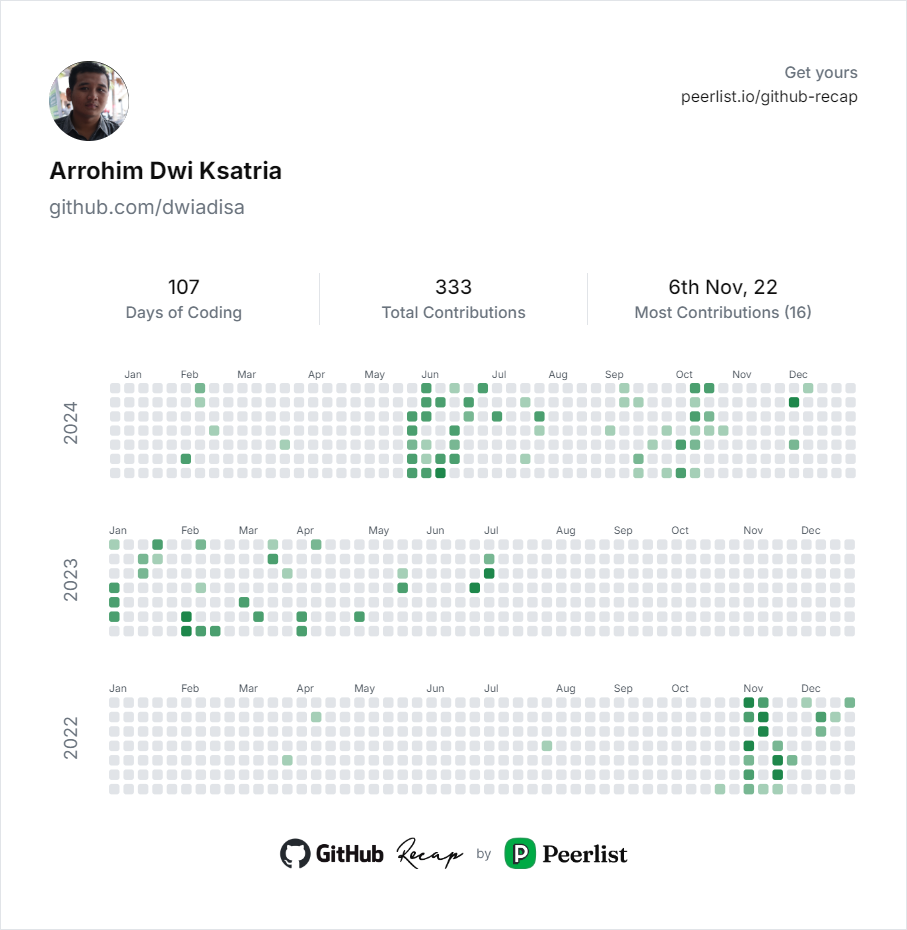 Get yours
peerlist.io/github-recap
Arrohim Dwi Ksatria
github.com/dwiadisa
107
Days of Coding
333
Total Contributions
6th Nov, 22
Most Contributions (16)
Jan Feb Mar Apr May Jun Jul Aug Sep Oct Nov Dec
2024
Jan Feb Mar Apr May Jun Jul Aug Sep Oct Nov Dec
2023
Jan Feb Mar Apr May Jun Jul Aug Sep Oct Nov Dec
2022
GitHub Recap by P Peerlist